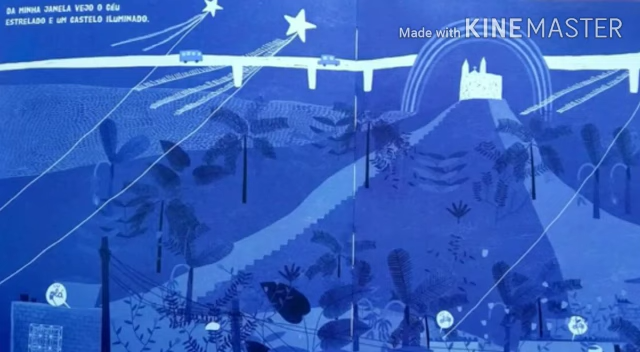 DA MINHA JANELA VEJO O CÉU
ESTRELADO E UM CASTELO ILUMINADO.
Made with KINEMASTER